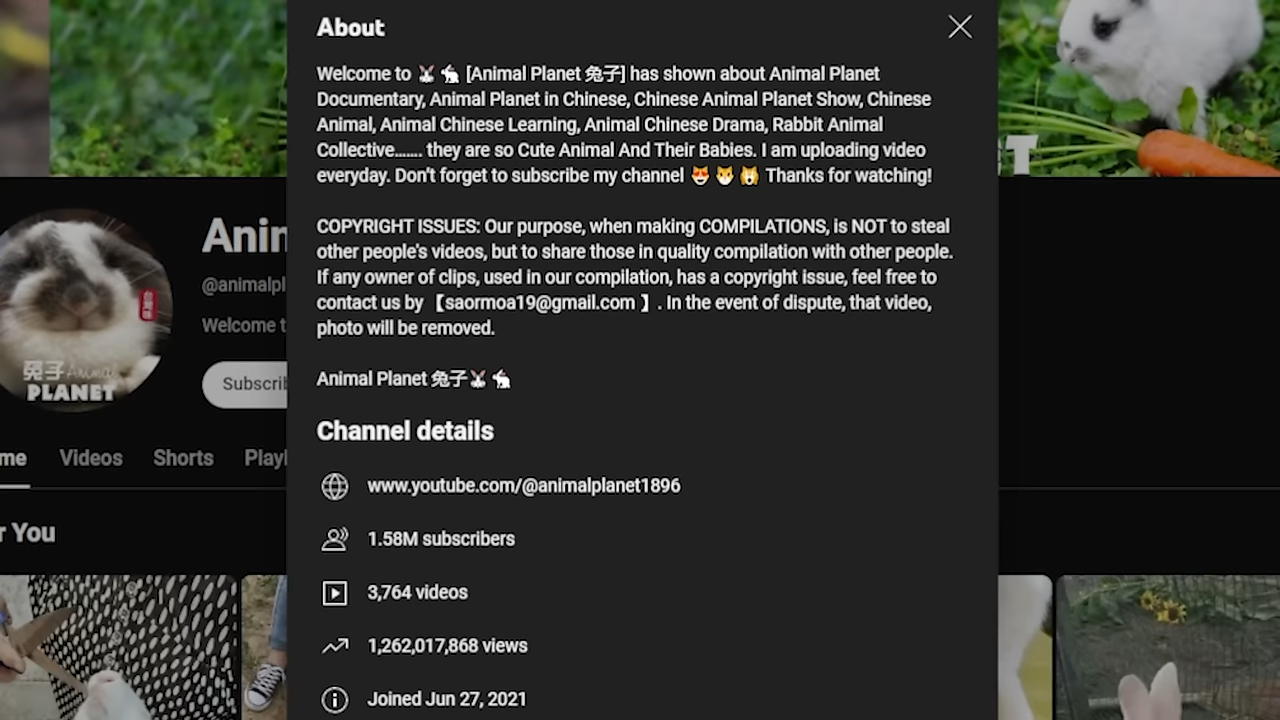 About
Welcome to 🐰 🐇 [Animal Planet 兔子] has shown about Animal Planet
Documentary, Animal Planet in Chinese, Chinese Animal Planet Show, Chinese
Animal, Animal Chinese Learning, Animal Chinese Drama, Rabbit Animal
Collective....... they are so Cute Animal And Their Babies. I am uploading video
everyday. Don't forget to subscribe my channel 😻 😺 🙀 Thanks for watching!
COPYRIGHT ISSUES: Our purpose, when making COMPILATIONS, is NOT to steal
other people's videos, but to share those in quality compilation with other people.
If any owner of clips, used in our compilation, has a copyright issue, feel free to
contact us by【saormoa19@gmail.com 】. In the event of dispute, that video,
photo will be removed.
Animal Planet 兔子🐰 🐇
Channel details
www.youtube.com/@animalplanet1896
1.58M subscribers
3,764 videos
1,262,017,868 views
Joined Jun 27, 2021
Anin
@animalpl
Welcome t
Subscrib
兔子 Animal
PLANET
me
Videos
Shorts
Playl
r You
T